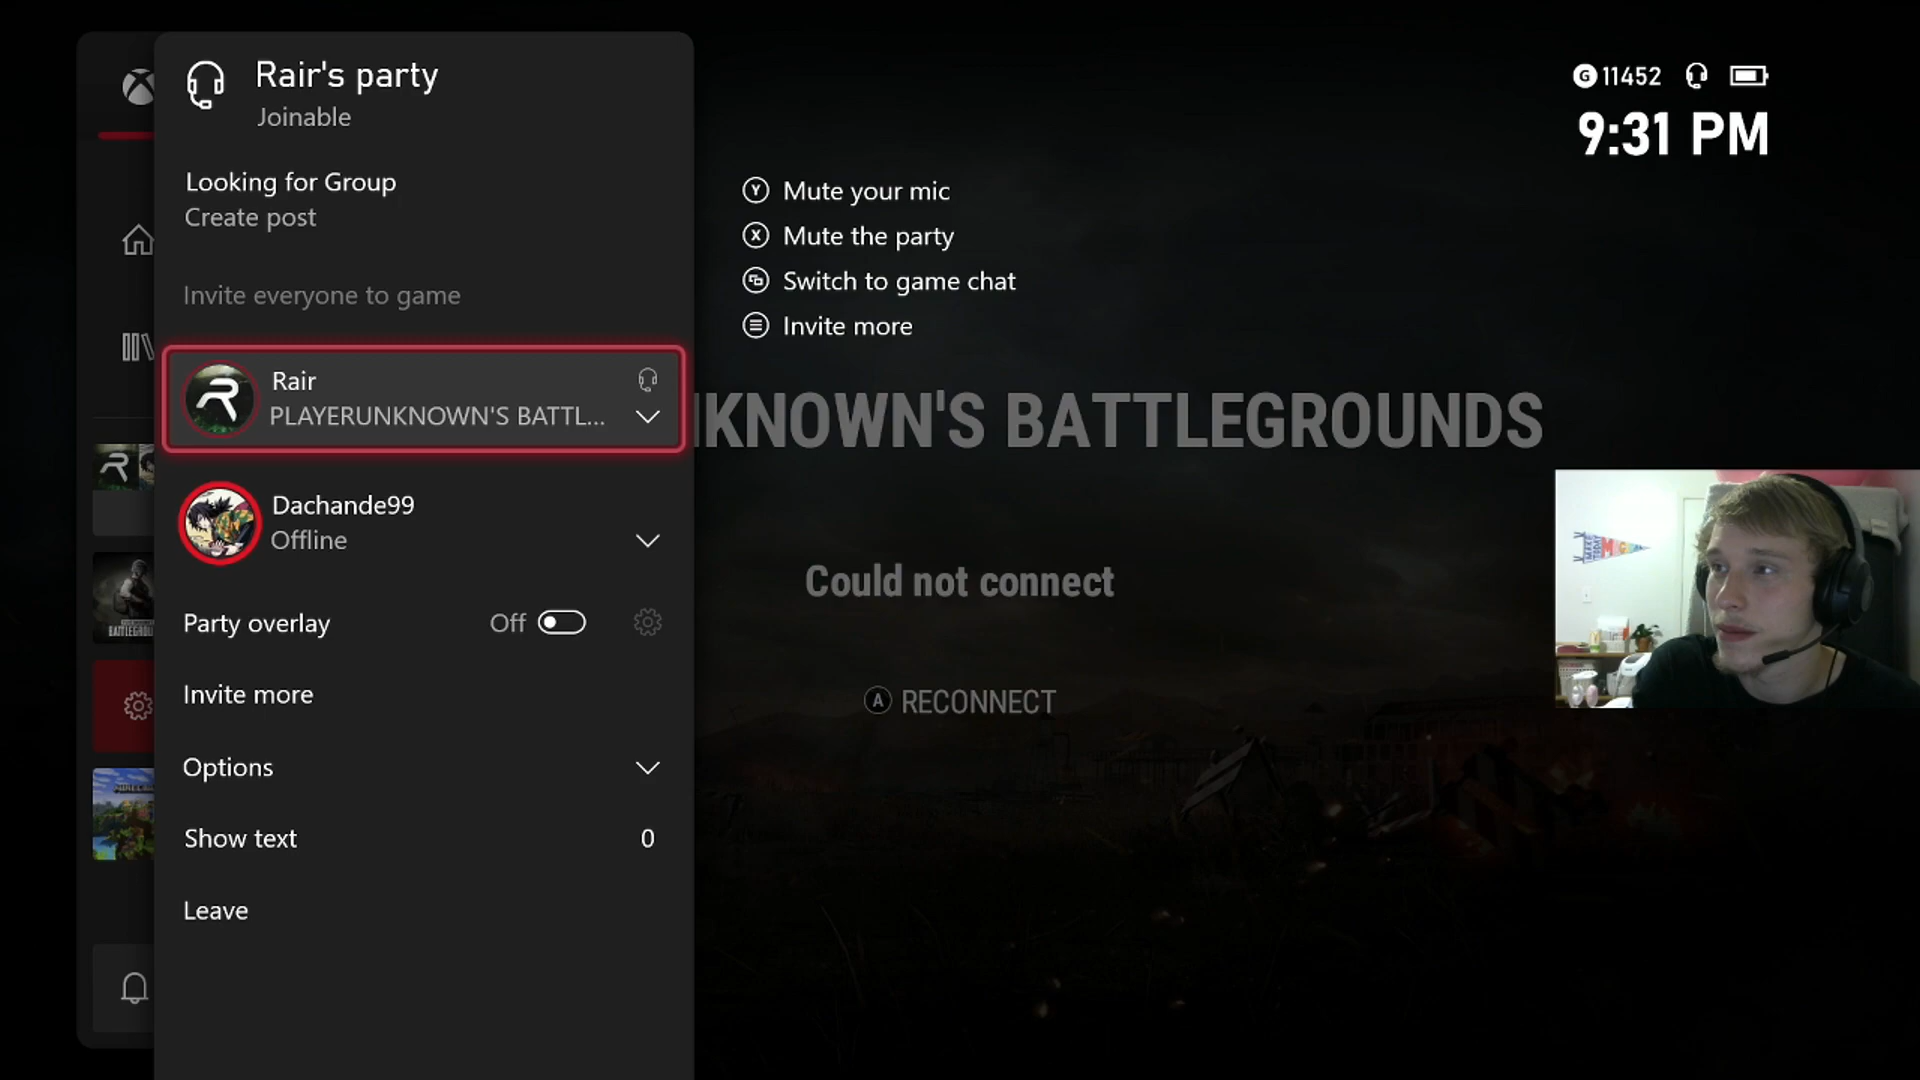 Rair's party
Joinable
Looking for Group
Create post
Invite everyone to game
Rair
PLAYERUNKNOWN'S BATTL...
Dachande99
Offline
Party overlay
Off
Invite more
Options
Show text
0
Leave
Y Mute your mic
X Mute the party
Switch to game chat
Invite more
G 11452
9:31 PM
NKNOWN'S BATTLEGROUNDS
Could not connect
A RECONNECT